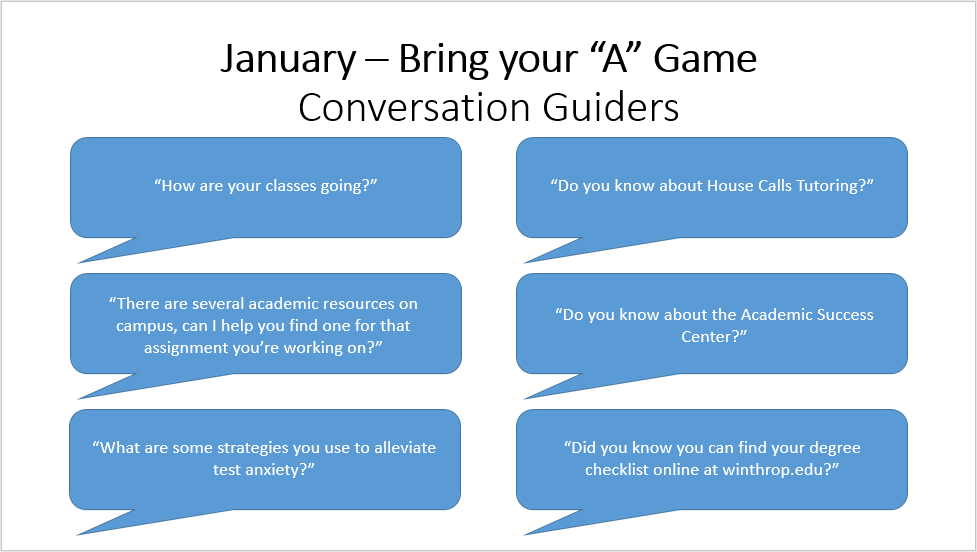 January – Bring your “A” Game
Conversation Guiders
“How are your classes going?”
“Do you know about House Calls Tutoring?”
“There are several academic resources on
campus, can I help you find one for that
assignment you’re working on?”
“Do you know about the Academic Success
Center?”
“What are some strategies you use to alleviate
test anxiety?”
“Did you know you can find your degree
checklist online at winthrop.edu?”